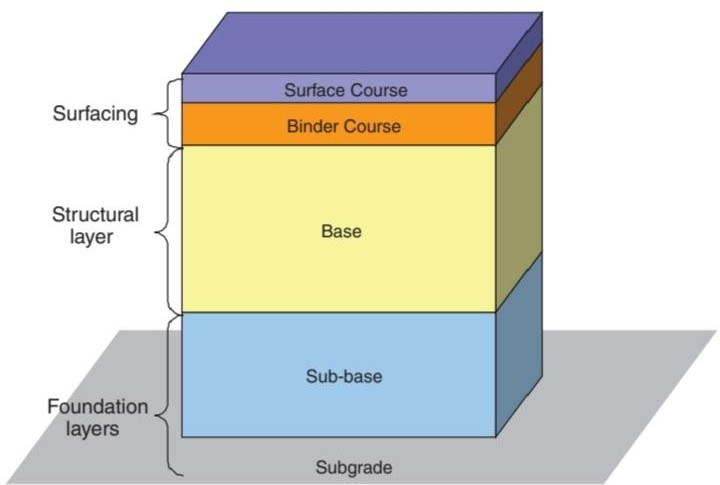 Surface Course
Surfacing
Binder Course
Structural
layer
Base
Sub-base
Foundation
layers
Subgrade